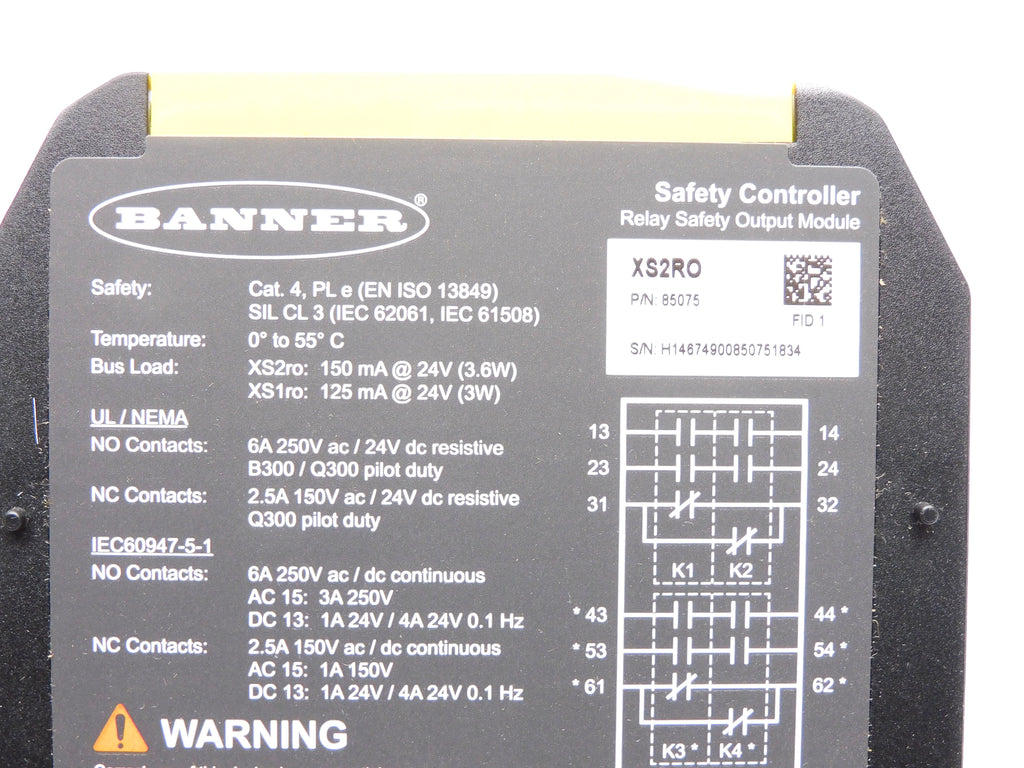 BANNER®
Safety Controller
Relay Safety Output Module
XS2RO
P/N: 85075
FID 1
S/N: H14674900850751834
Safety: Cat. 4, PL e (EN ISO 13849)
SIL CL 3 (IEC 62061, IEC 61508)
Temperature: 0° to 55° C
Bus Load: XS2ro: 150 mA @ 24V (3.6W)
XS1ro: 125 mA @ 24V (3W)
UL / NEMA
NO Contacts: 6A 250V ac / 24V dc resistive
B300 / Q300 pilot duty
NC Contacts: 2.5A 150V ac / 24V dc resistive
Q300 pilot duty
IEC60947-5-1
NO Contacts: 6A 250V ac / dc continuous
AC 15: 3A 250V
DC 13: 1A 24V / 4A 24V 0.1 Hz
NC Contacts: 2.5A 150V ac / dc continuous
AC 15: 1A 150V
DC 13: 1A 24V / 4A 24V 0.1 Hz
WARNING
13 14
23 24
31 32
K1 K2
* 43 44 *
* 53 54 *
* 61 62 *
K3 * K4 *